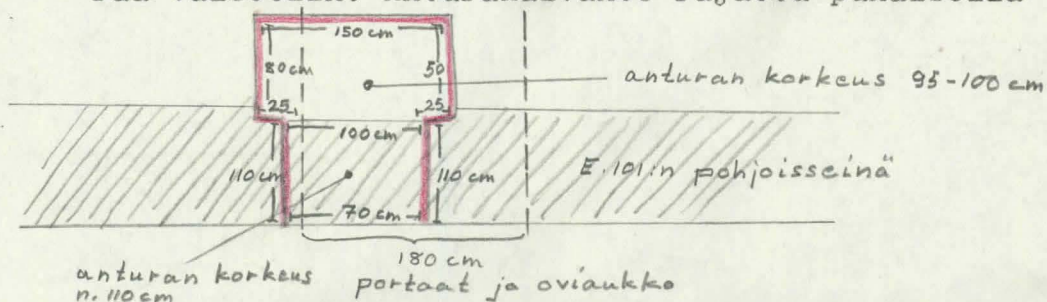 150 cm
80 cm
50
anturan korkeus 95-100 cm
25
25
100 cm
110 cm
110 cm
E.101:n pohjoisseinä
70 cm
180 cm
anturan korkeus
n. 110 cm
portaat ja oviaukko